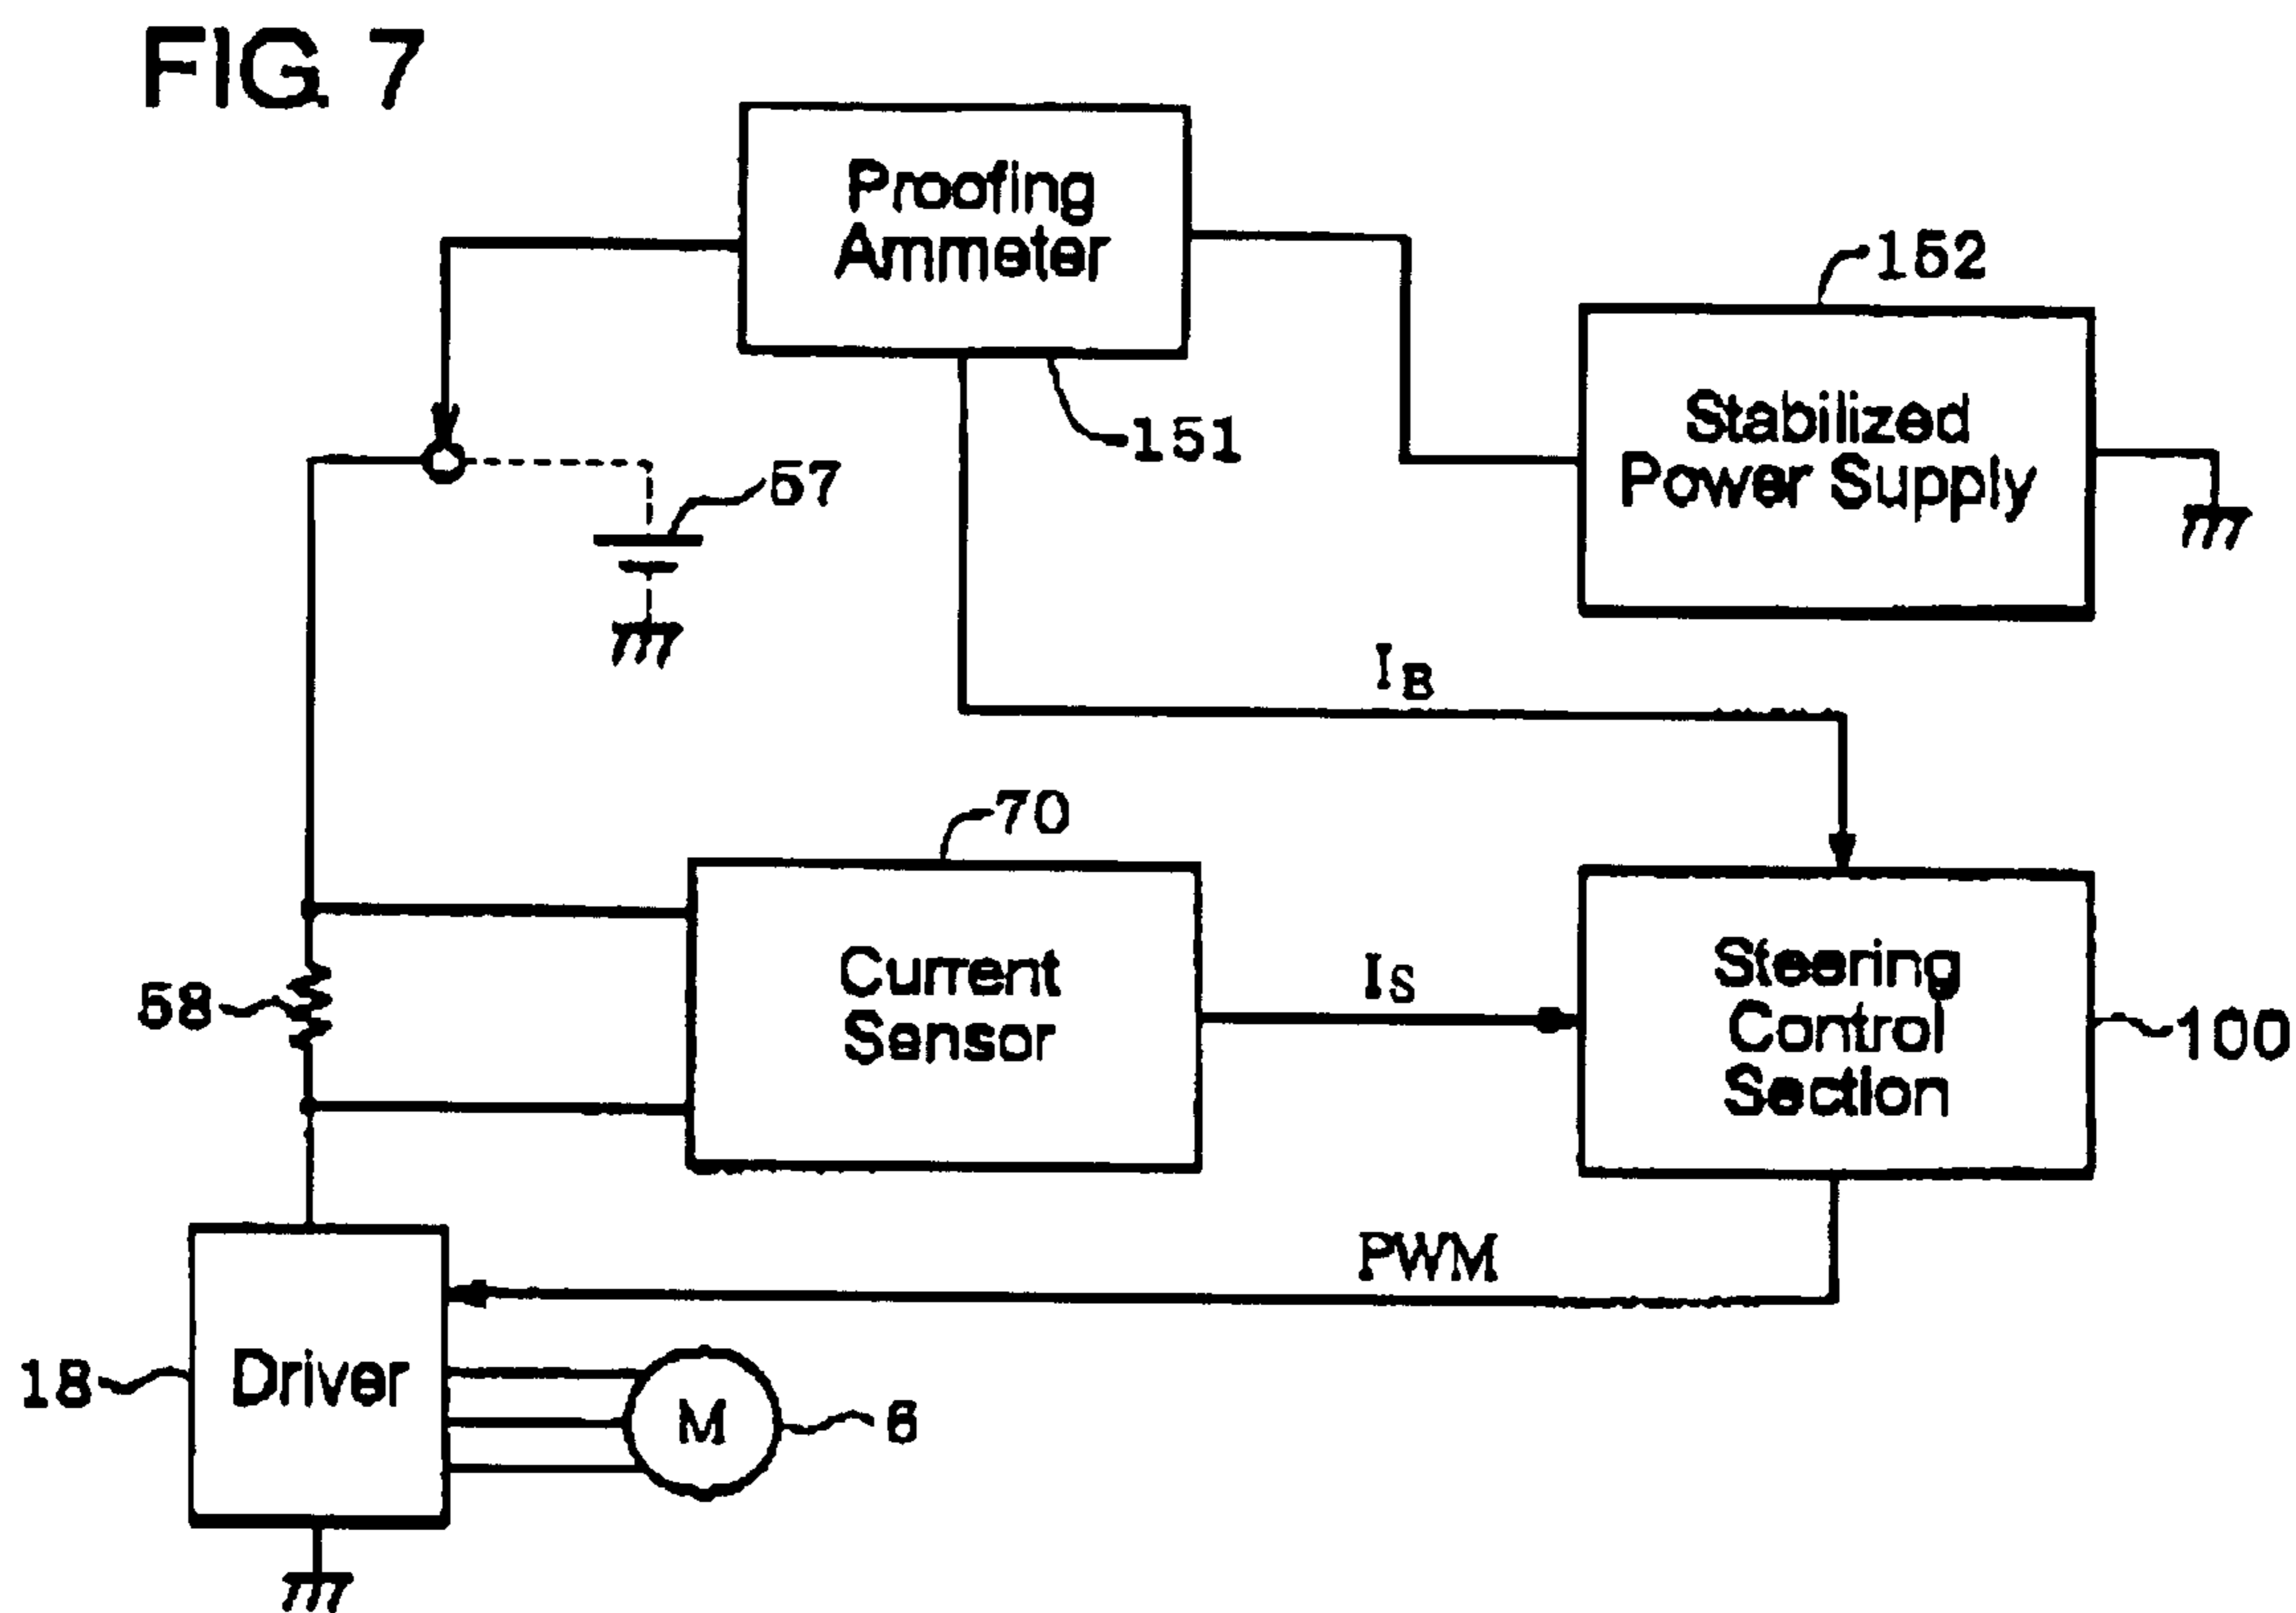 FIG. 7
Proofing
Ammeter
152
Stabilized
Power Supply
151
57
IB
70
Current
Sensor
IS
Steering
Control
Section
100
58
PWM
18
Driver
M
6